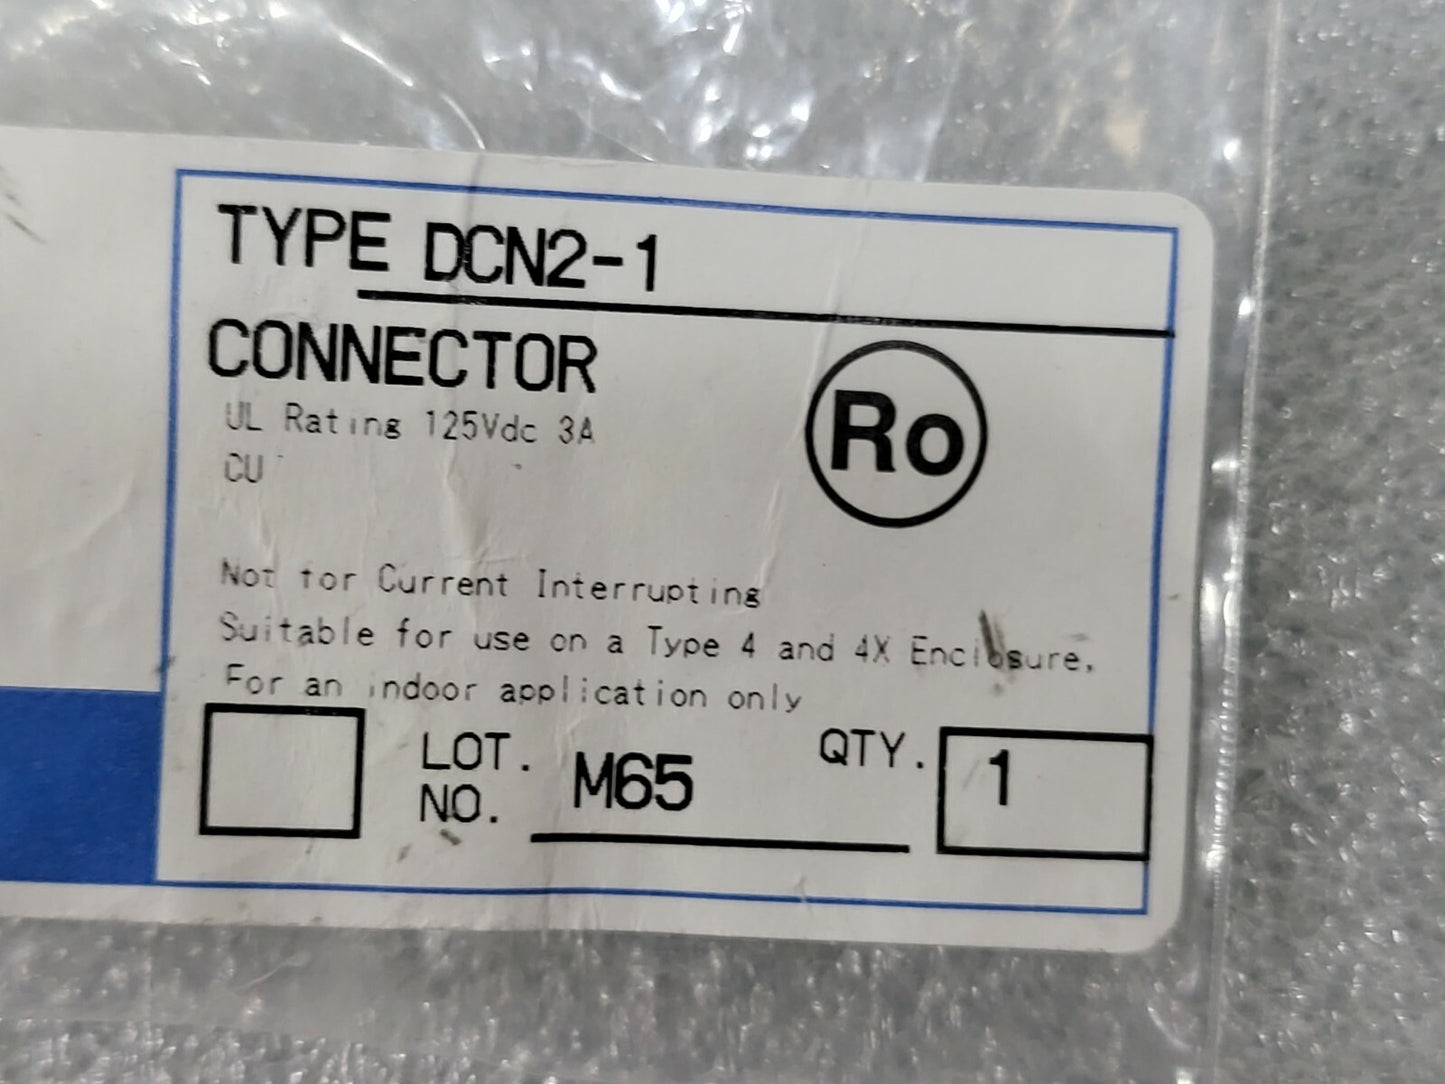 TYPE DCN2-1
CONNECTOR
UL Rating 125Vdc 3A
CU
Ro
Not for Current Interrupting
Suitable for use on a Type 4 and 4X Enclosure,
For an indoor application only
LOT. NO. M65
QTY. 1